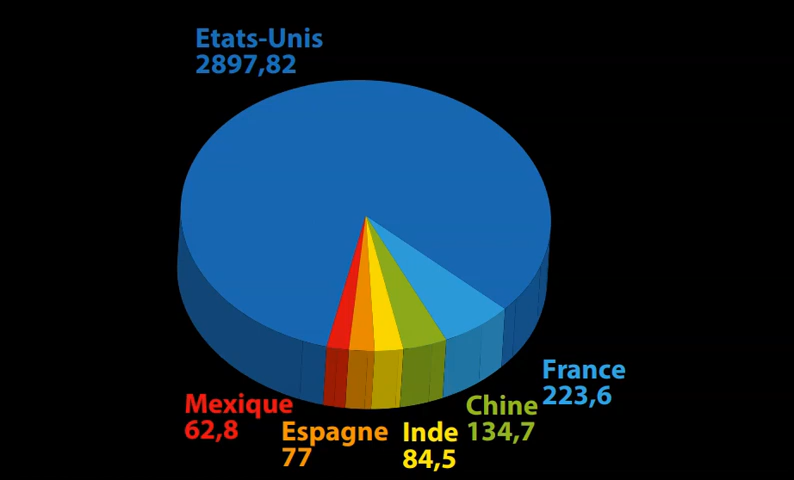 Etats-Unis
2897,82
France
223,6
Chine
134,7
Inde
84,5
Espagne
77
Mexique
62,8